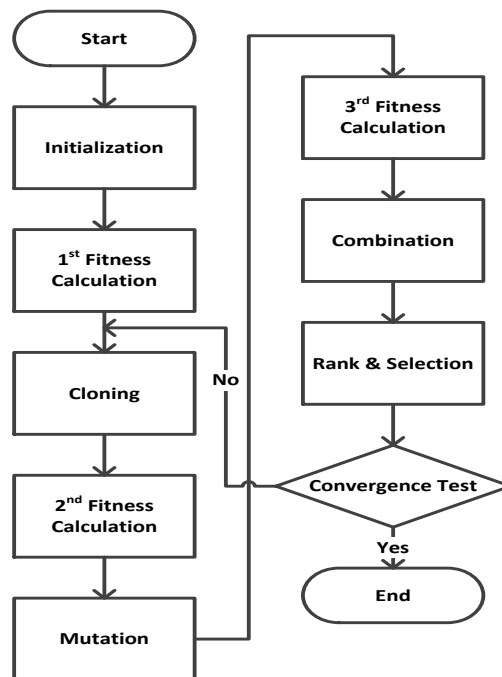 Start
Initialization
1st Fitness
Calculation
Cloning
2nd Fitness
Calculation
Mutation
3rd Fitness
Calculation
Combination
Rank & Selection
Convergence Test
No
Yes
End